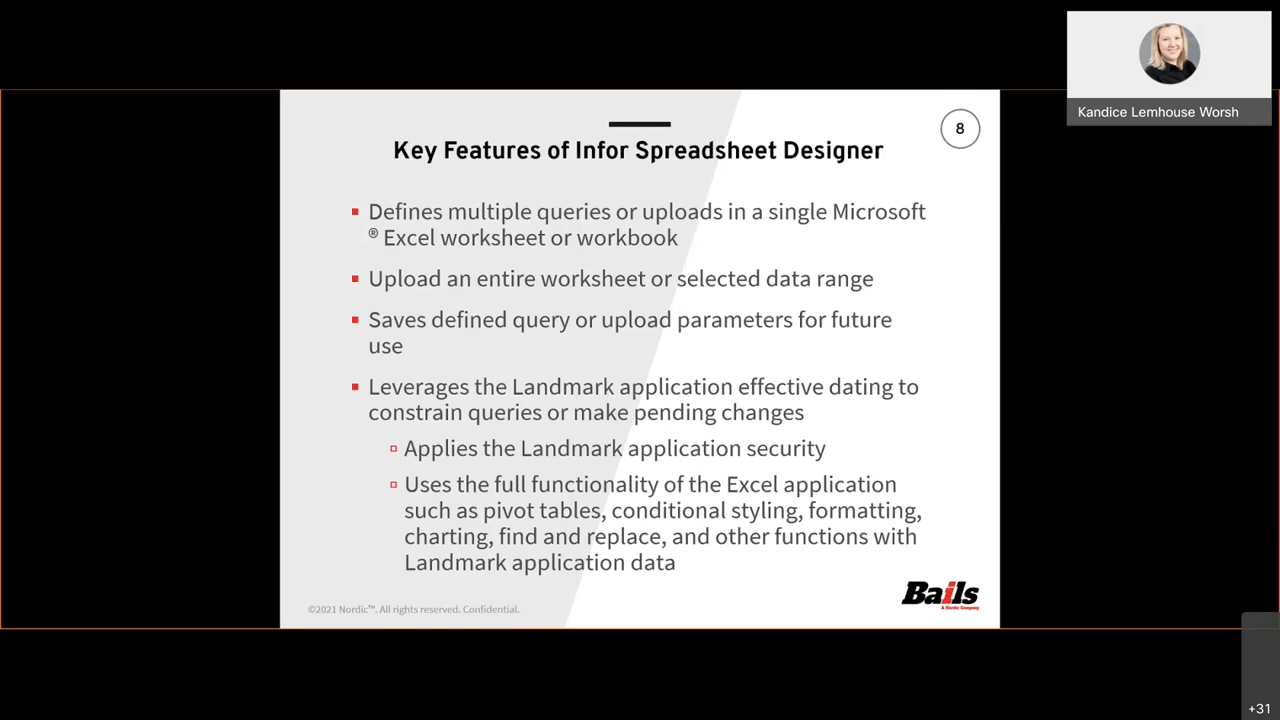 Kandice Lemhouse Worsh
8
Key Features of Infor Spreadsheet Designer
Defines multiple queries or uploads in a single Microsoft
® Excel worksheet or workbook
Upload an entire worksheet or selected data range
Saves defined query or upload parameters for future
use
Leverages the Landmark application effective dating to
constrain queries or make pending changes
Applies the Landmark application security
Uses the full functionality of the Excel application
such as pivot tables, conditional styling, formatting,
charting, find and replace, and other functions with
Landmark application data
Bails
A Nordic Company
©2021 Nordic™. All rights reserved. Confidential.
+31